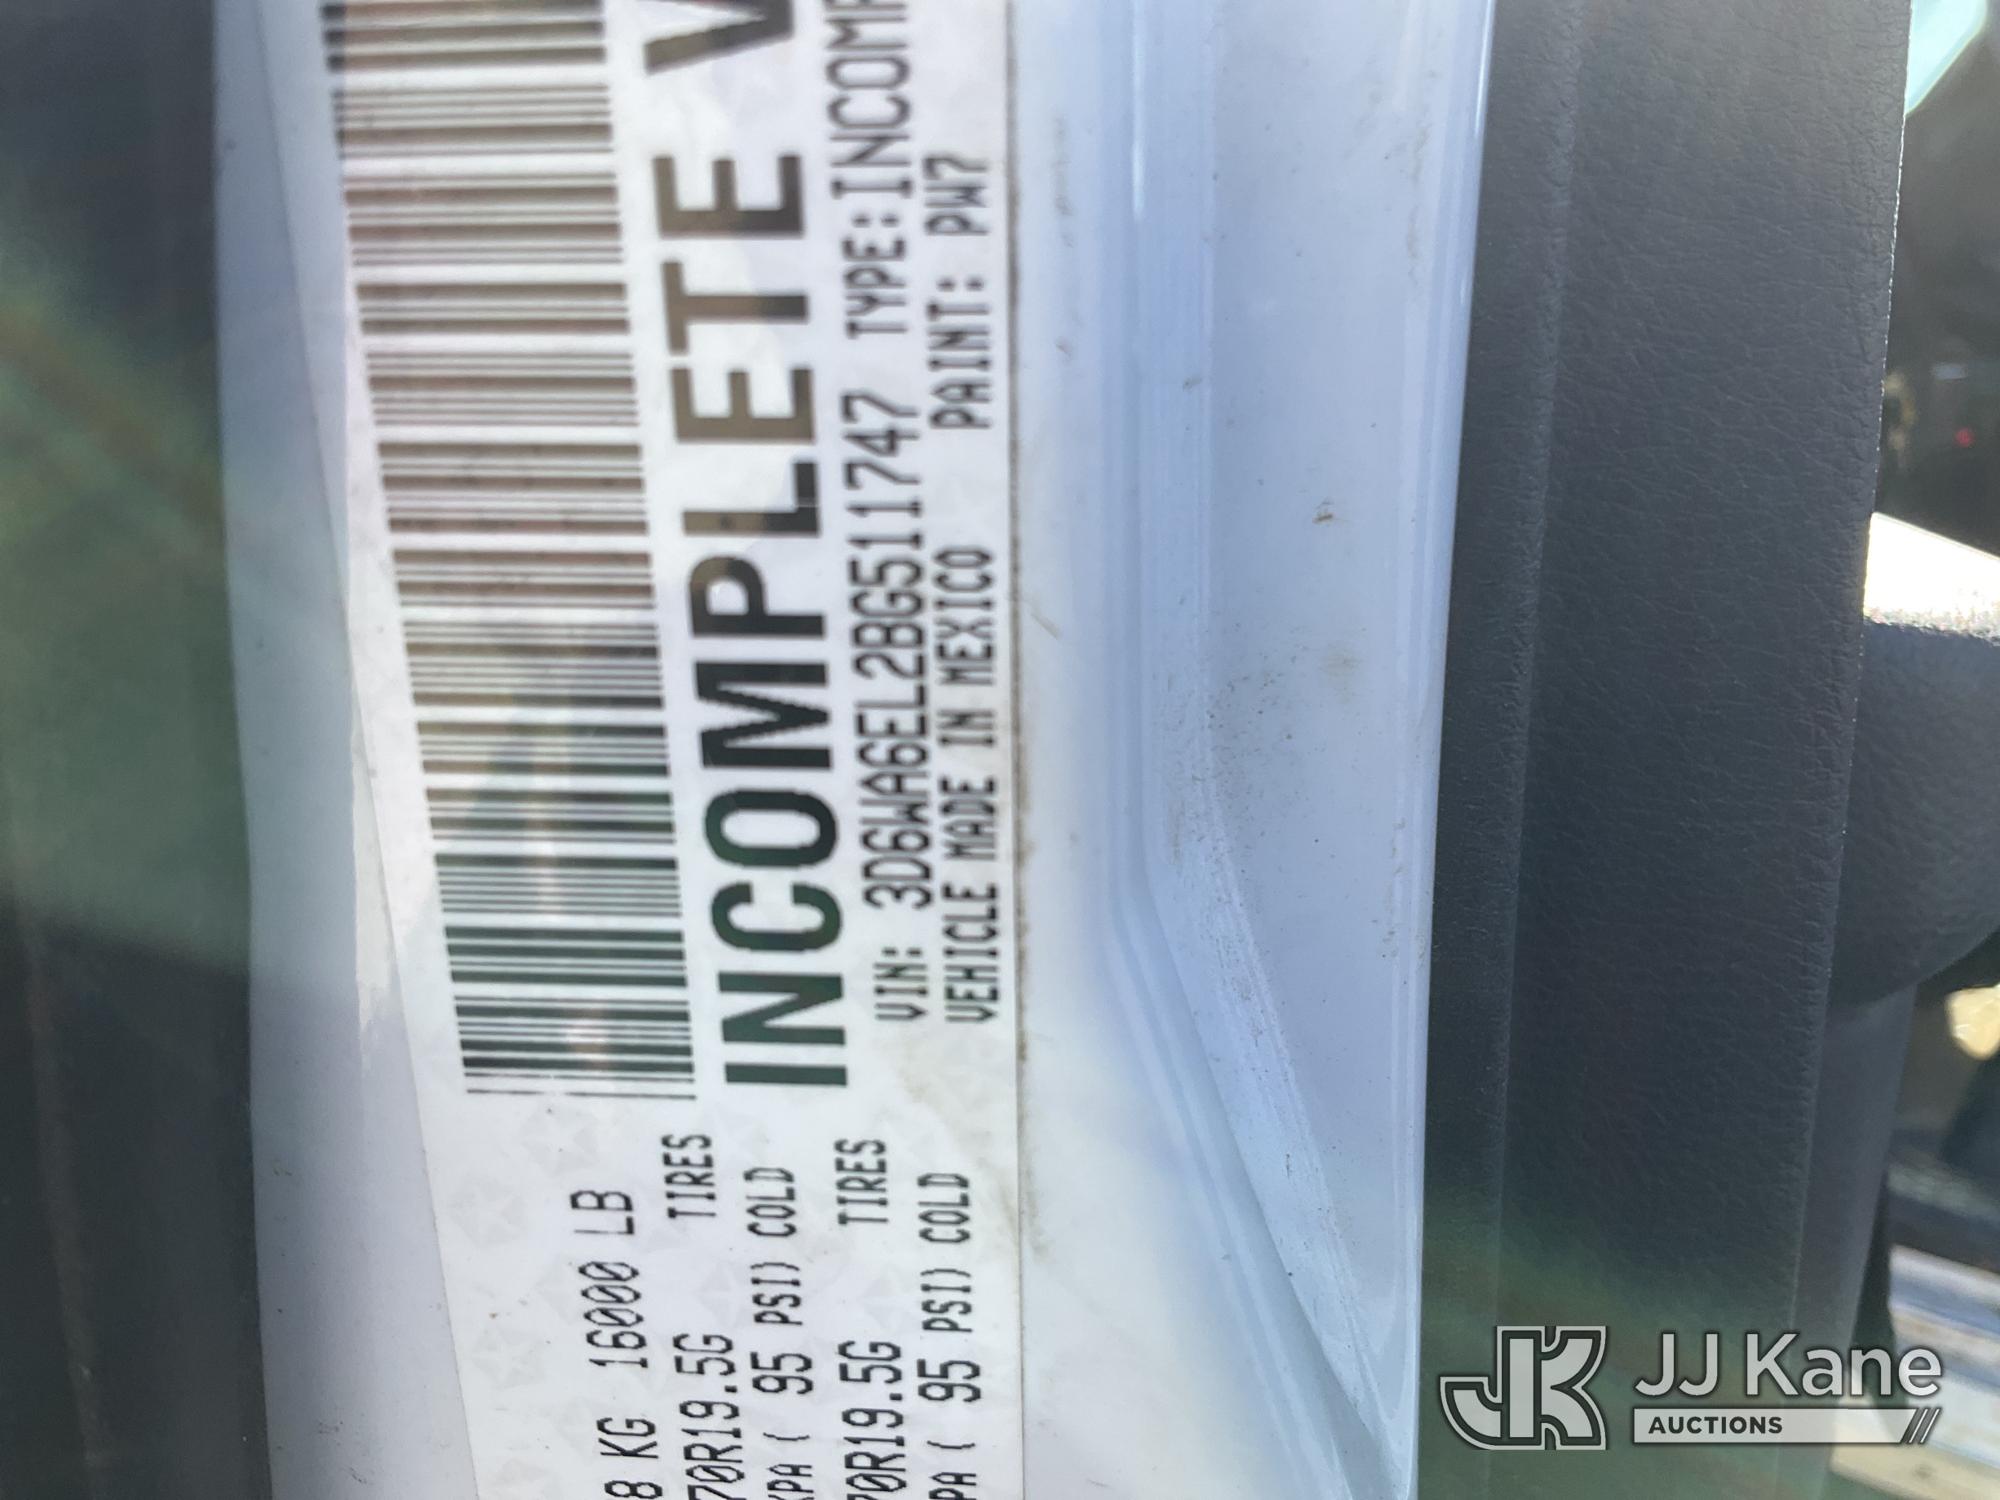 8 KG 16000 LB
70R19.5G TIRES
KPA ( 95 PSI) COLD
70R19.5G TIRES
PA ( 95 PSI) COLD
INCOMPLETE V
VIN: 3D6WA6EL2BG511747 TYPE:INCOMP
VEHICLE MADE IN MEXICO PAINT: PW7
JK JJ Kane
AUCTIONS